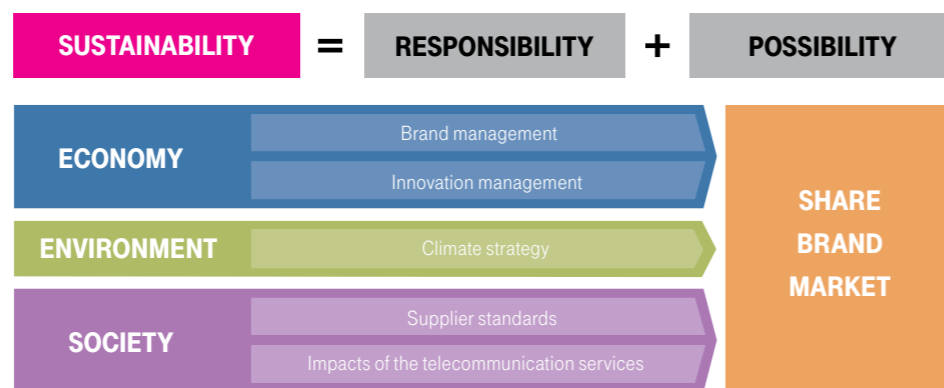 SUSTAINABILITY = RESPONSIBILITY + POSSIBILITY
ECONOMY
Brand management
Innovation management
ENVIRONMENT
Climate strategy
SOCIETY
Supplier standards
Impacts of the telecommunication services
SHARE
BRAND
MARKET